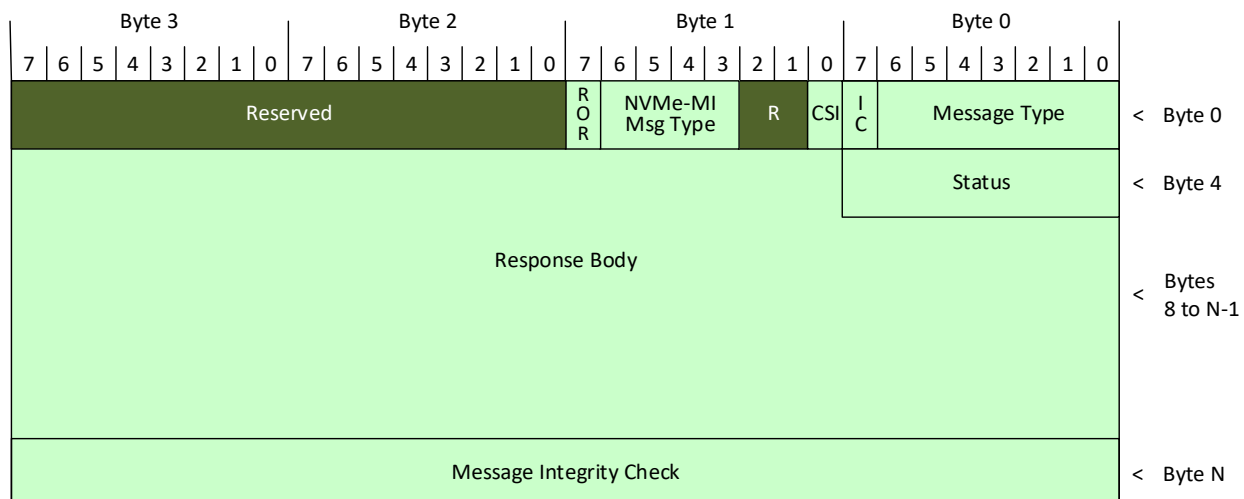 Byte 3 Byte 2 Byte 1 Byte 0
7 6 5 4 3 2 1 0 7 6 5 4 3 2 1 0 7 6 5 4 3 2 1 0 7 6 5 4 3 2 1 0
Reserved
R
O
R
NVMe-MI
Msg Type
R
CSI
I
C
Message Type
< Byte 0
Status
< Byte 4
Response Body
< Bytes
8 to N-1
Message Integrity Check
< Byte N